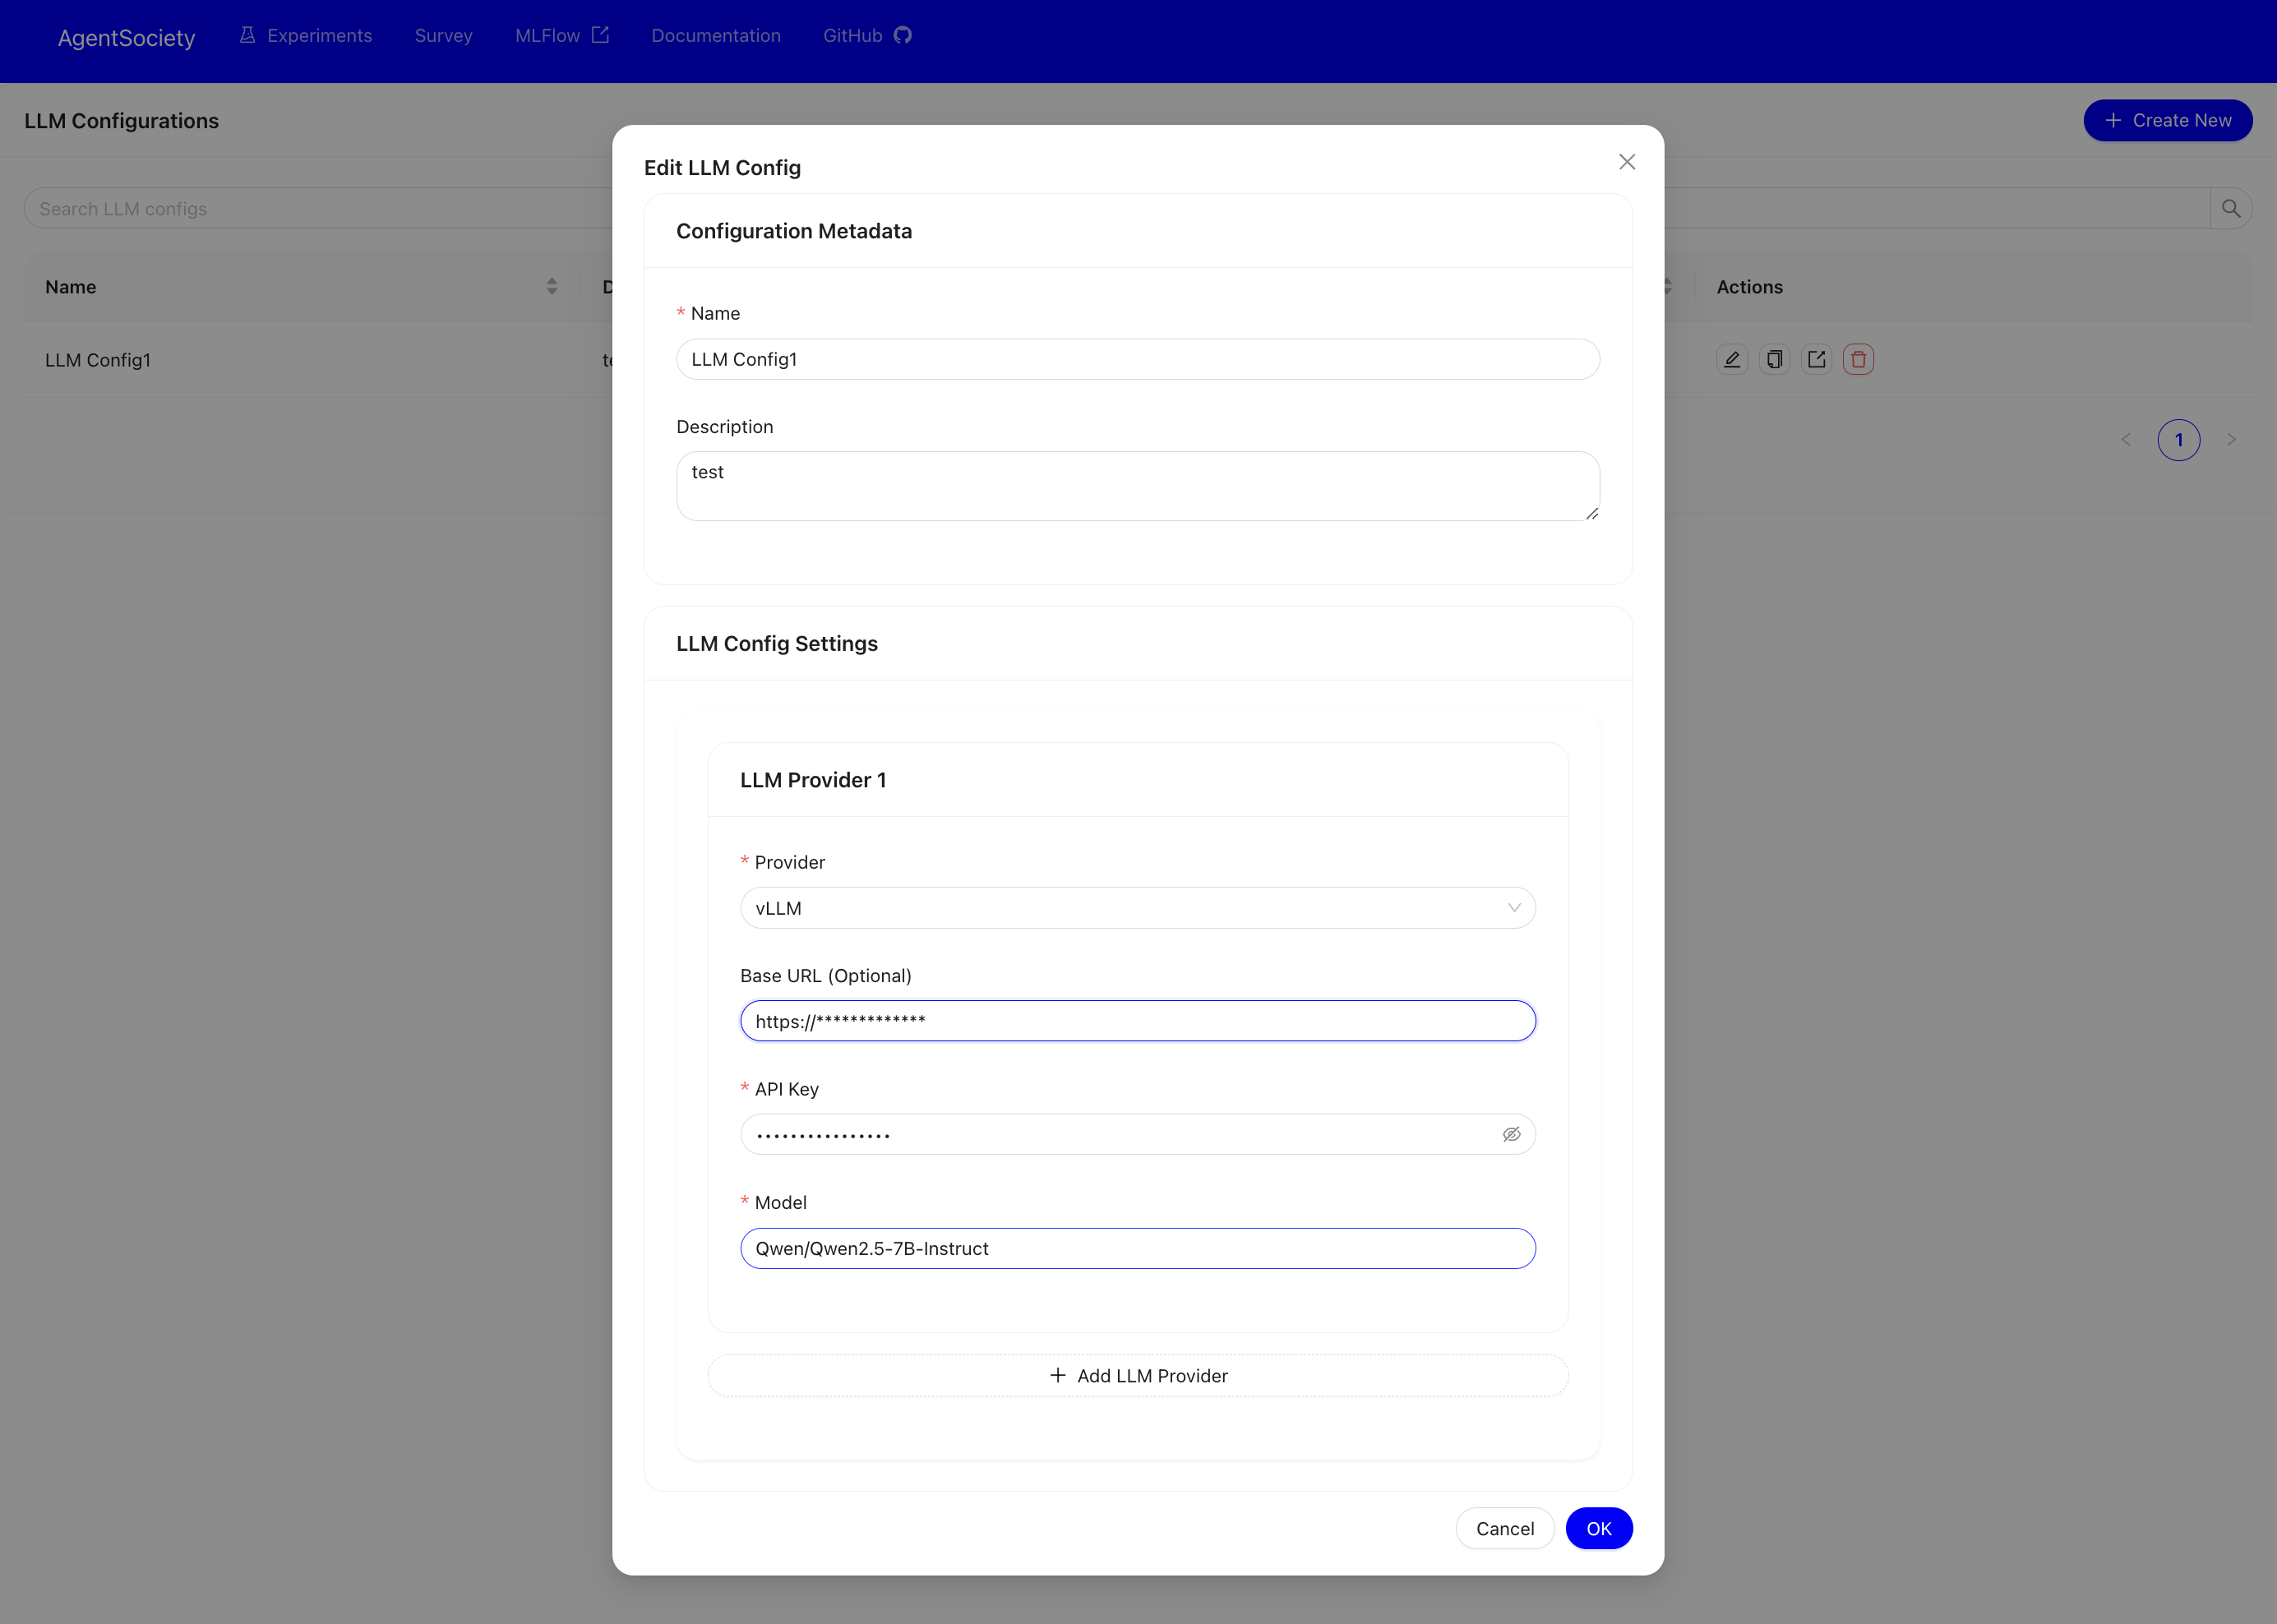 AgentSociety Experiments Survey MLFlow Documentation GitHub
LLM Configurations
Create New
Search LLM configs
Name
Actions
LLM Config1
1
Edit LLM Config
Configuration Metadata
* Name
LLM Config1
Description
test
LLM Config Settings
LLM Provider 1
* Provider
vLLM
Base URL (Optional)
https://*************
* API Key
••••••••••••••••
* Model
Qwen/Qwen2.5-7B-Instruct
Add LLM Provider
Cancel OK